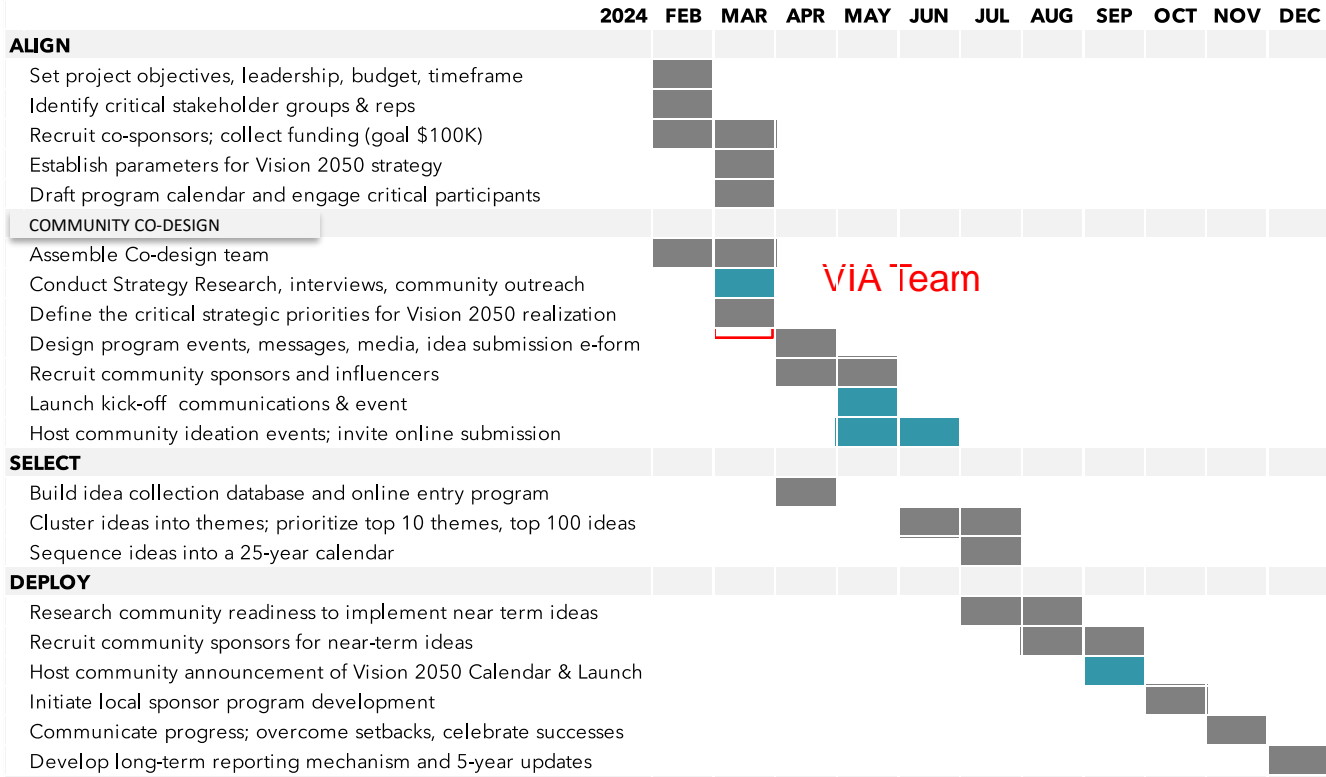 2024 FEB MAR APR MAY JUN JUL AUG SEP OCT NOV DEC
ALIGN
Set project objectives, leadership, budget, timeframe
Identify critical stakeholder groups & reps
Recruit co-sponsors; collect funding (goal $100K)
Establish parameters for Vision 2050 strategy
Draft program calendar and engage critical participants
COMMUNITY CO-DESIGN
Assemble Co-design team
Conduct Strategy Research, interviews, community outreach
VIA Team
Define the critical strategic priorities for Vision 2050 realization
Design program events, messages, media, idea submission e-form
Recruit community sponsors and influencers
Launch kick-off communications & event
Host community ideation events; invite online submission
SELECT
Build idea collection database and online entry program
Cluster ideas into themes; prioritize top 10 themes, top 100 ideas
Sequence ideas into a 25-year calendar
DEPLOY
Research community readiness to implement near term ideas
Recruit community sponsors for near-term ideas
Host community announcement of Vision 2050 Calendar & Launch
Initiate local sponsor program development
Communicate progress; overcome setbacks, celebrate successes
Develop long-term reporting mechanism and 5-year updates